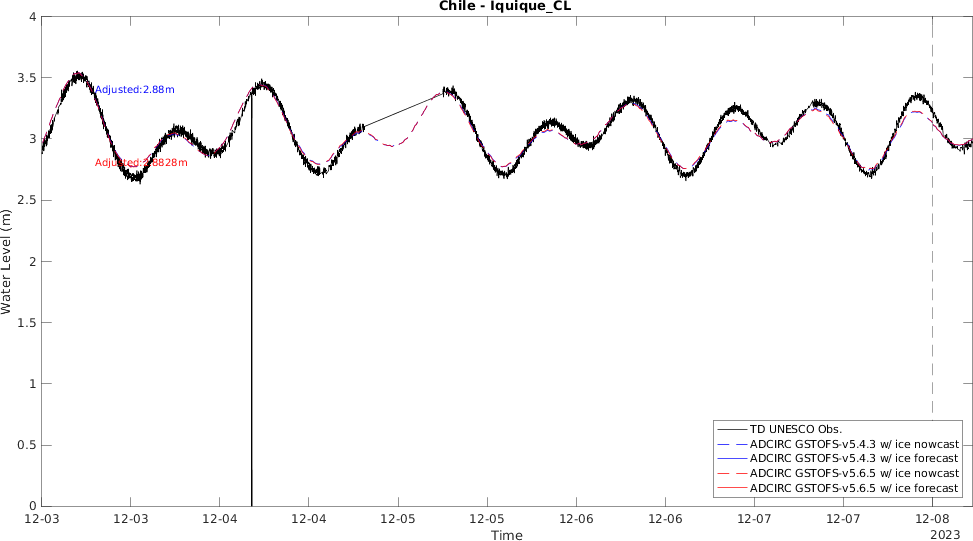 Chile - Iquique_CL
4
3.5
3
2.5
2
1.5
1
0.5
0
Water Level (m)
Adjusted:2.88m
Adjusted:2.8828m
TD UNESCO Obs.
ADCIRC GSTOFS-v5.4.3 w/ ice nowcast
ADCIRC GSTOFS-v5.4.3 w/ ice forecast
ADCIRC GSTOFS-v5.6.5 w/ ice nowcast
ADCIRC GSTOFS-v5.6.5 w/ ice forecast
12-03 12-03 12-04 12-04 12-05 12-05 12-06 12-06 12-07 12-07 12-08
2023
Time